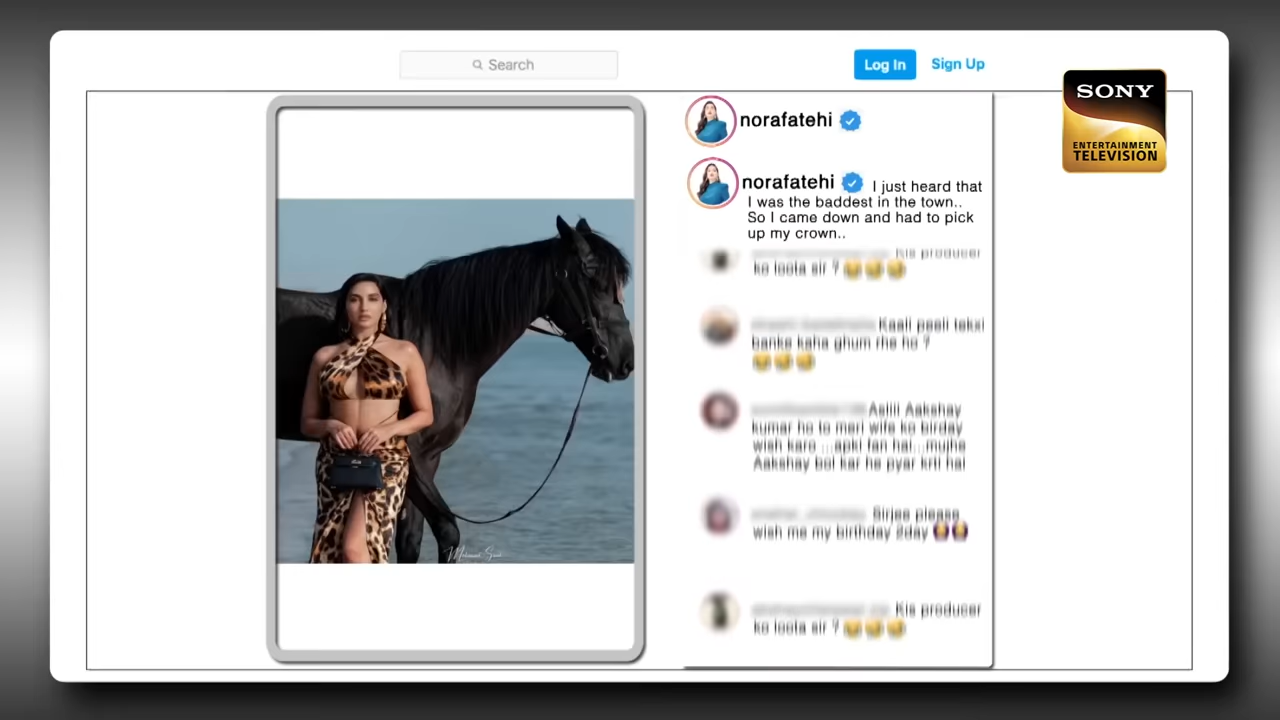 Search
Log In
Sign Up
SONY
ENTERTAINMENT
TELEVISION
norafatehi
norafatehi I just heard that
I was the baddest in the town..
So I came down and had to pick
up my crown..
Kis producer
ko loota sir ?
Kaali peeli tekxi
banke kaha ghum rhe ho ?
Aakshay
kumar ho to meri wife ko birday
wish karo ...apki fan hai...mujhe
Aakshay bol kar he pyar krti hai
Sirjee please
wish me my birthday 2day
Kis producer
ko loota sir ?